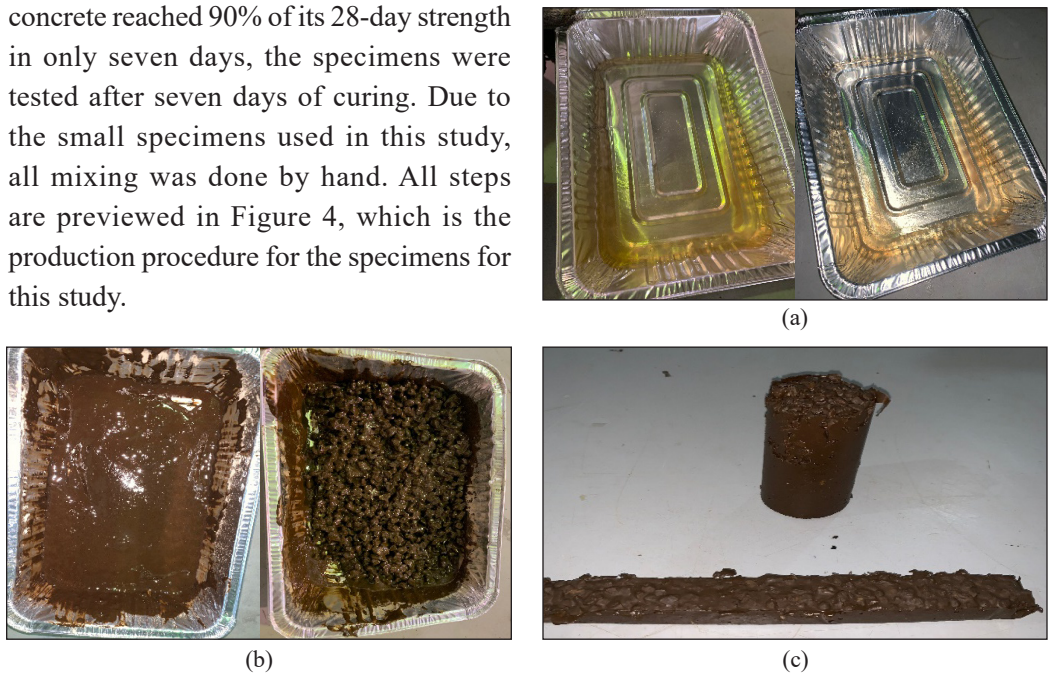 concrete reached 90% of its 28-day strength
in only seven days, the specimens were
tested after seven days of curing. Due to
the small specimens used in this study,
all mixing was done by hand. All steps
are previewed in Figure 4, which is the
production procedure for the specimens for
this study.
(a)
(b)
(c)